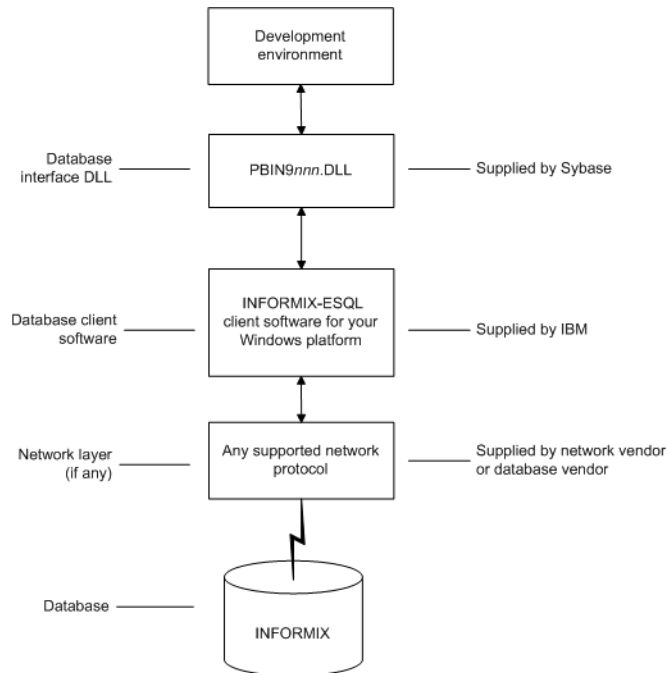 Development
environment
Database
interface DLL
PBIN9nnn.DLL
Supplied by Sybase
Database client
software
INFORMIX-ESQL
client software for your
Windows platform
Supplied by IBM
Network layer
(if any)
Any supported network
protocol
Supplied by network vendor
or database vendor
Database
INFORMIX